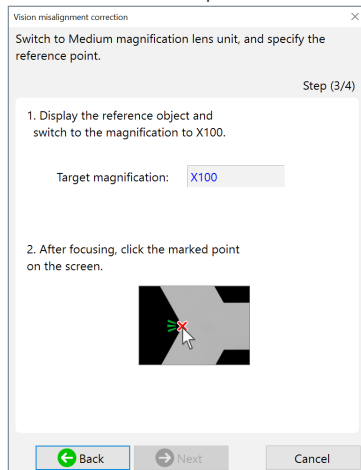 Vision misalignment correction
Switch to Medium magnification lens unit, and specify the
reference point.
Step (3/4)
1. Display the reference object and
switch to the magnification to X100.
Target magnification: X100
2. After focusing, click the marked point
on the screen.
Back Next Cancel